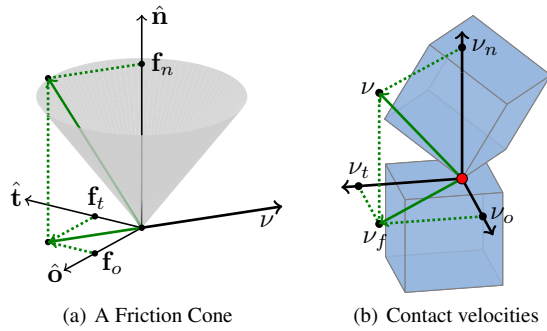 n̂
f_n
ν_n
ν
t̂
f_t
ν_t
ν
ô
f_o
ν_f
ν_o
(a) A Friction Cone
(b) Contact velocities